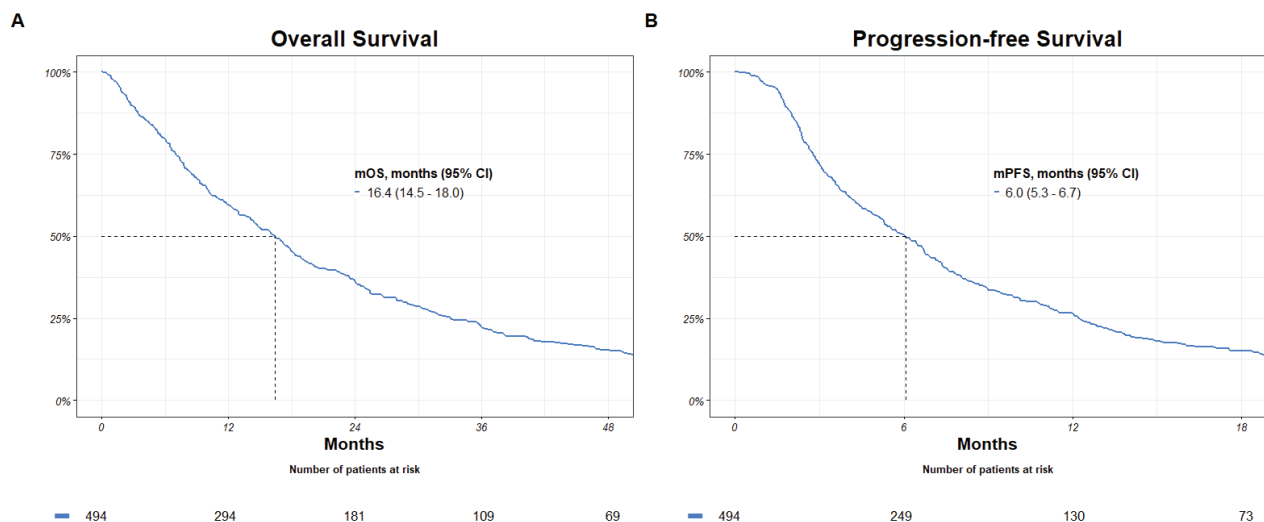 A
Overall Survival
100%
75%
50%
25%
0%
mOS, months (95% CI)
16.4 (14.5 - 18.0)
0 12 24 36 48
Months
Number of patients at risk
494 294 181 109 69
B
Progression-free Survival
100%
75%
50%
25%
0%
mPFS, months (95% CI)
6.0 (5.3 - 6.7)
0 6 12 18
Months
Number of patients at risk
494 249 130 73